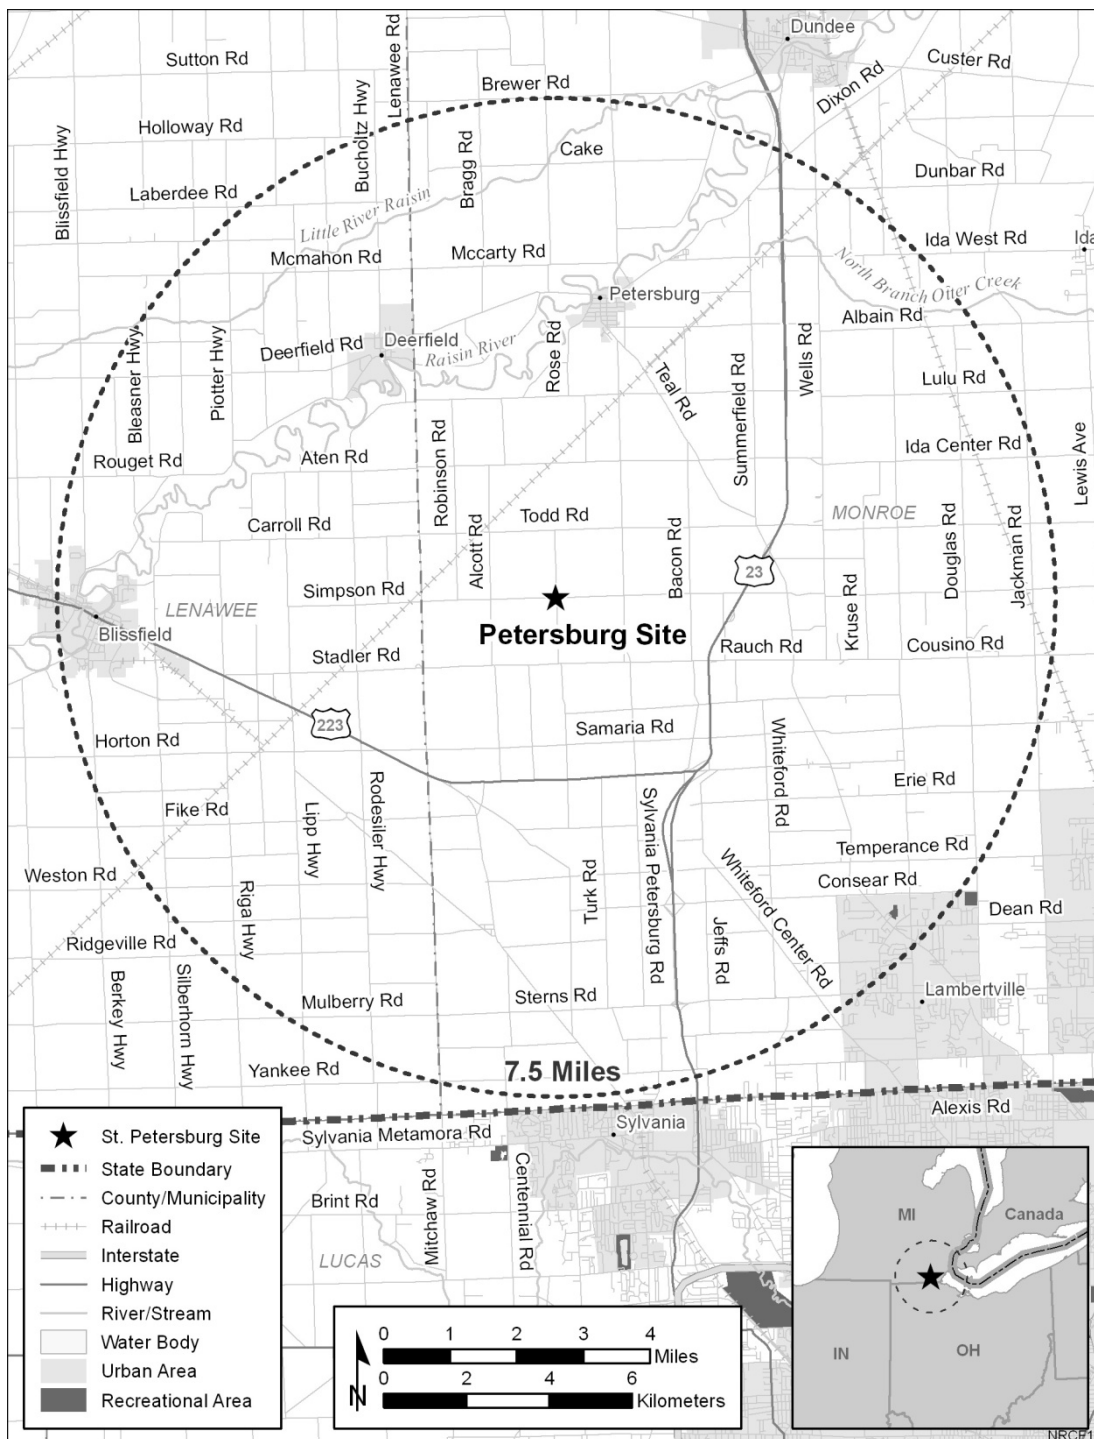 Dundee
Sutton Rd
Lenawee Rd
Custer Rd
Brewer Rd
Dixon Rd
Bucholtz Hwy
Holloway Rd
Blissfield Hwy
Bragg Rd
Cake
Laberdee Rd
Dunbar Rd
Little River Raisin
Mcmahon Rd
Mccarty Rd
Ida West Rd
Ida
North Branch Otter Creek
Petersburg
Albain Rd
Bleasner Hwy
Piotter Hwy
Deerfield Rd
Deerfield
Raisin River
Rose Rd
Teal Rd
Summerfield Rd
Wells Rd
Lulu Rd
Rouget Rd
Aten Rd
Robinson Rd
Ida Center Rd
Lewis Ave
Carroll Rd
Alcott Rd
Todd Rd
Bacon Rd
MONROE
Douglas Rd
Jackman Rd
23
Simpson Rd
LENAWEE
Kruse Rd
Blissfield
Petersburg Site
Stadler Rd
Rauch Rd
Cousino Rd
223
Horton Rd
Samaria Rd
Whiteford Rd
Erie Rd
Fike Rd
Lipp Hwy
Rodesiler Hwy
Sylvania Petersburg Rd
Temperance Rd
Weston Rd
Riga Hwy
Turk Rd
Whiteford Center Rd
Consear Rd
Dean Rd
Ridgeville Rd
Jeffs Rd
Berkey Hwy
Silberhorn Hwy
Mulberry Rd
Sterns Rd
Lambertville
Yankee Rd
7.5 Miles
Alexis Rd
Sylvania Metamora Rd
Sylvania
Brint Rd
Mitchaw Rd
Centennial Rd
LUCAS
St. Petersburg Site
State Boundary
County/Municipality
Railroad
Interstate
Highway
River/Stream
Water Body
Urban Area
Recreational Area
N
0 1 2 3 4
Miles
0 2 4 6
Kilometers
MI
Canada
IN
OH